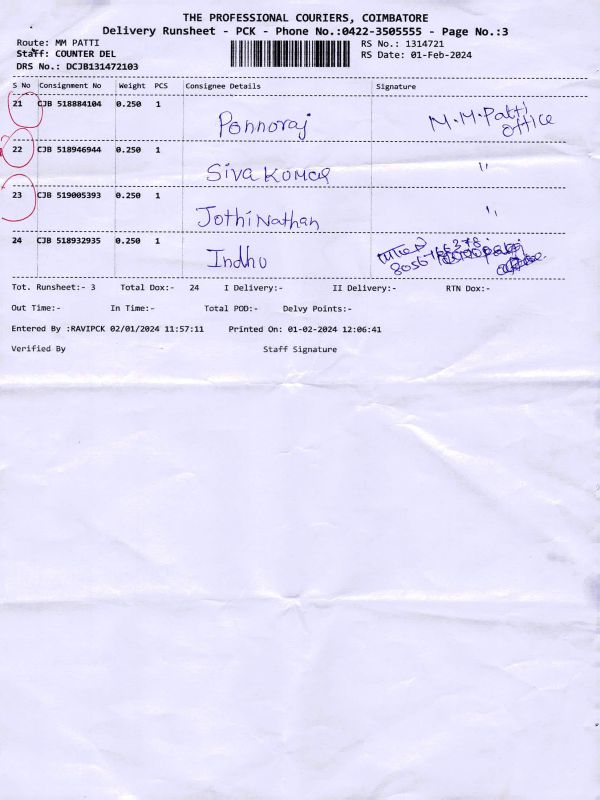 THE PROFESSIONAL COURIERS, COIMBATORE
Delivery Runsheet - PCK - Phone No.:0422-3505555 - Page No.:3
Route: MM PATTI
RS No.: 1314721
Staff: COUNTER DEL
RS Date: 01-Feb-2024
DRS No.: DCJB131472103
S No Consignment No Weight PCS Consignee Details Signature
21 CJB 518884104 0.250 1 Ponnoraj M.M.Patti office
22 CJB 518946944 0.250 1 Siva Komar "
23 CJB 519005393 0.250 1 Jothi Nathan "
24 CJB 518932935 0.250 1 Indhu
Tot. Runsheet:- 3 Total Dox:- 24 I Delivery:- II Delivery:- RTN Dox:-
Out Time:- In Time:- Total POD:- Delvy Points:-
Entered By :RAVIPCK 02/01/2024 11:57:11 Printed On: 01-02-2024 12:06:41
Verified By Staff Signature